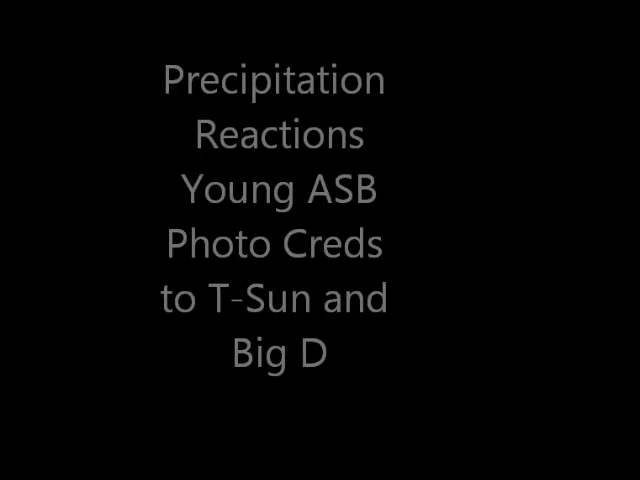 Precipitation
Reactions
Young ASB
Photo Creds
to T-Sun and
Big D